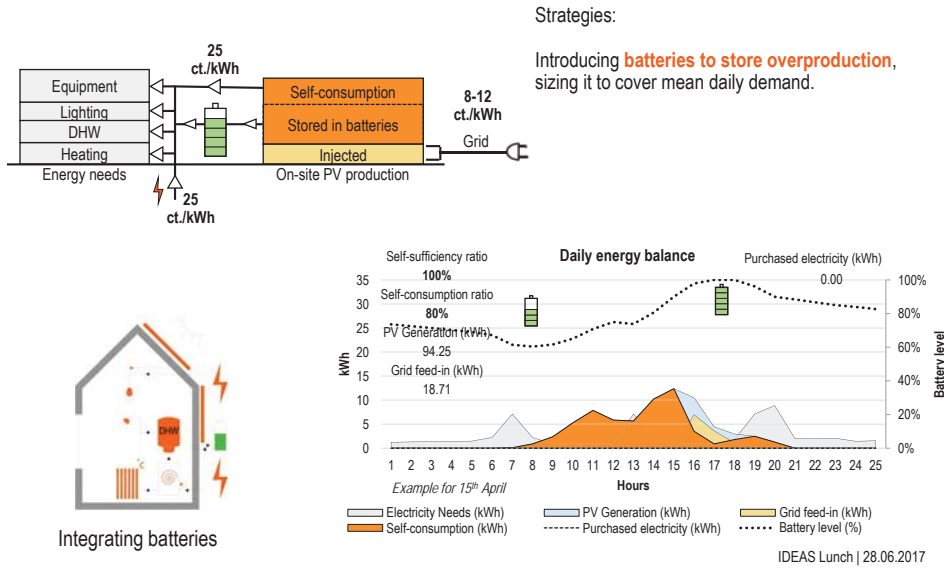 Strategies:
Introducing batteries to store overproduction,
sizing it to cover mean daily demand.
25
ct./kWh
8-12
ct./kWh
Equipment
Lighting
DHW
Heating
Energy needs
Self-consumption
Stored in batteries
Injected
On-site PV production
Grid
25
ct./kWh
DHW
°C
Integrating batteries
Daily energy balance
Self-sufficiency ratio
100%
Self-consumption ratio
80%
PV Generation (kWh)
94.25
Grid feed-in (kWh)
18.71
Purchased electricity (kWh)
0.00
kWh
35
30
25
20
15
10
5
0
100%
80%
60%
40%
20%
0%
Battery level
1 2 3 4 5 6 7 8 9 10 11 12 13 14 15 16 17 18 19 20 21 22 23 24 25
Example for 15th April
Hours
Electricity Needs (kWh)
PV Generation (kWh)
Grid feed-in (kWh)
Self-consumption (kWh)
Purchased electricity (kWh)
Battery level (%)
IDEAS Lunch | 28.06.2017